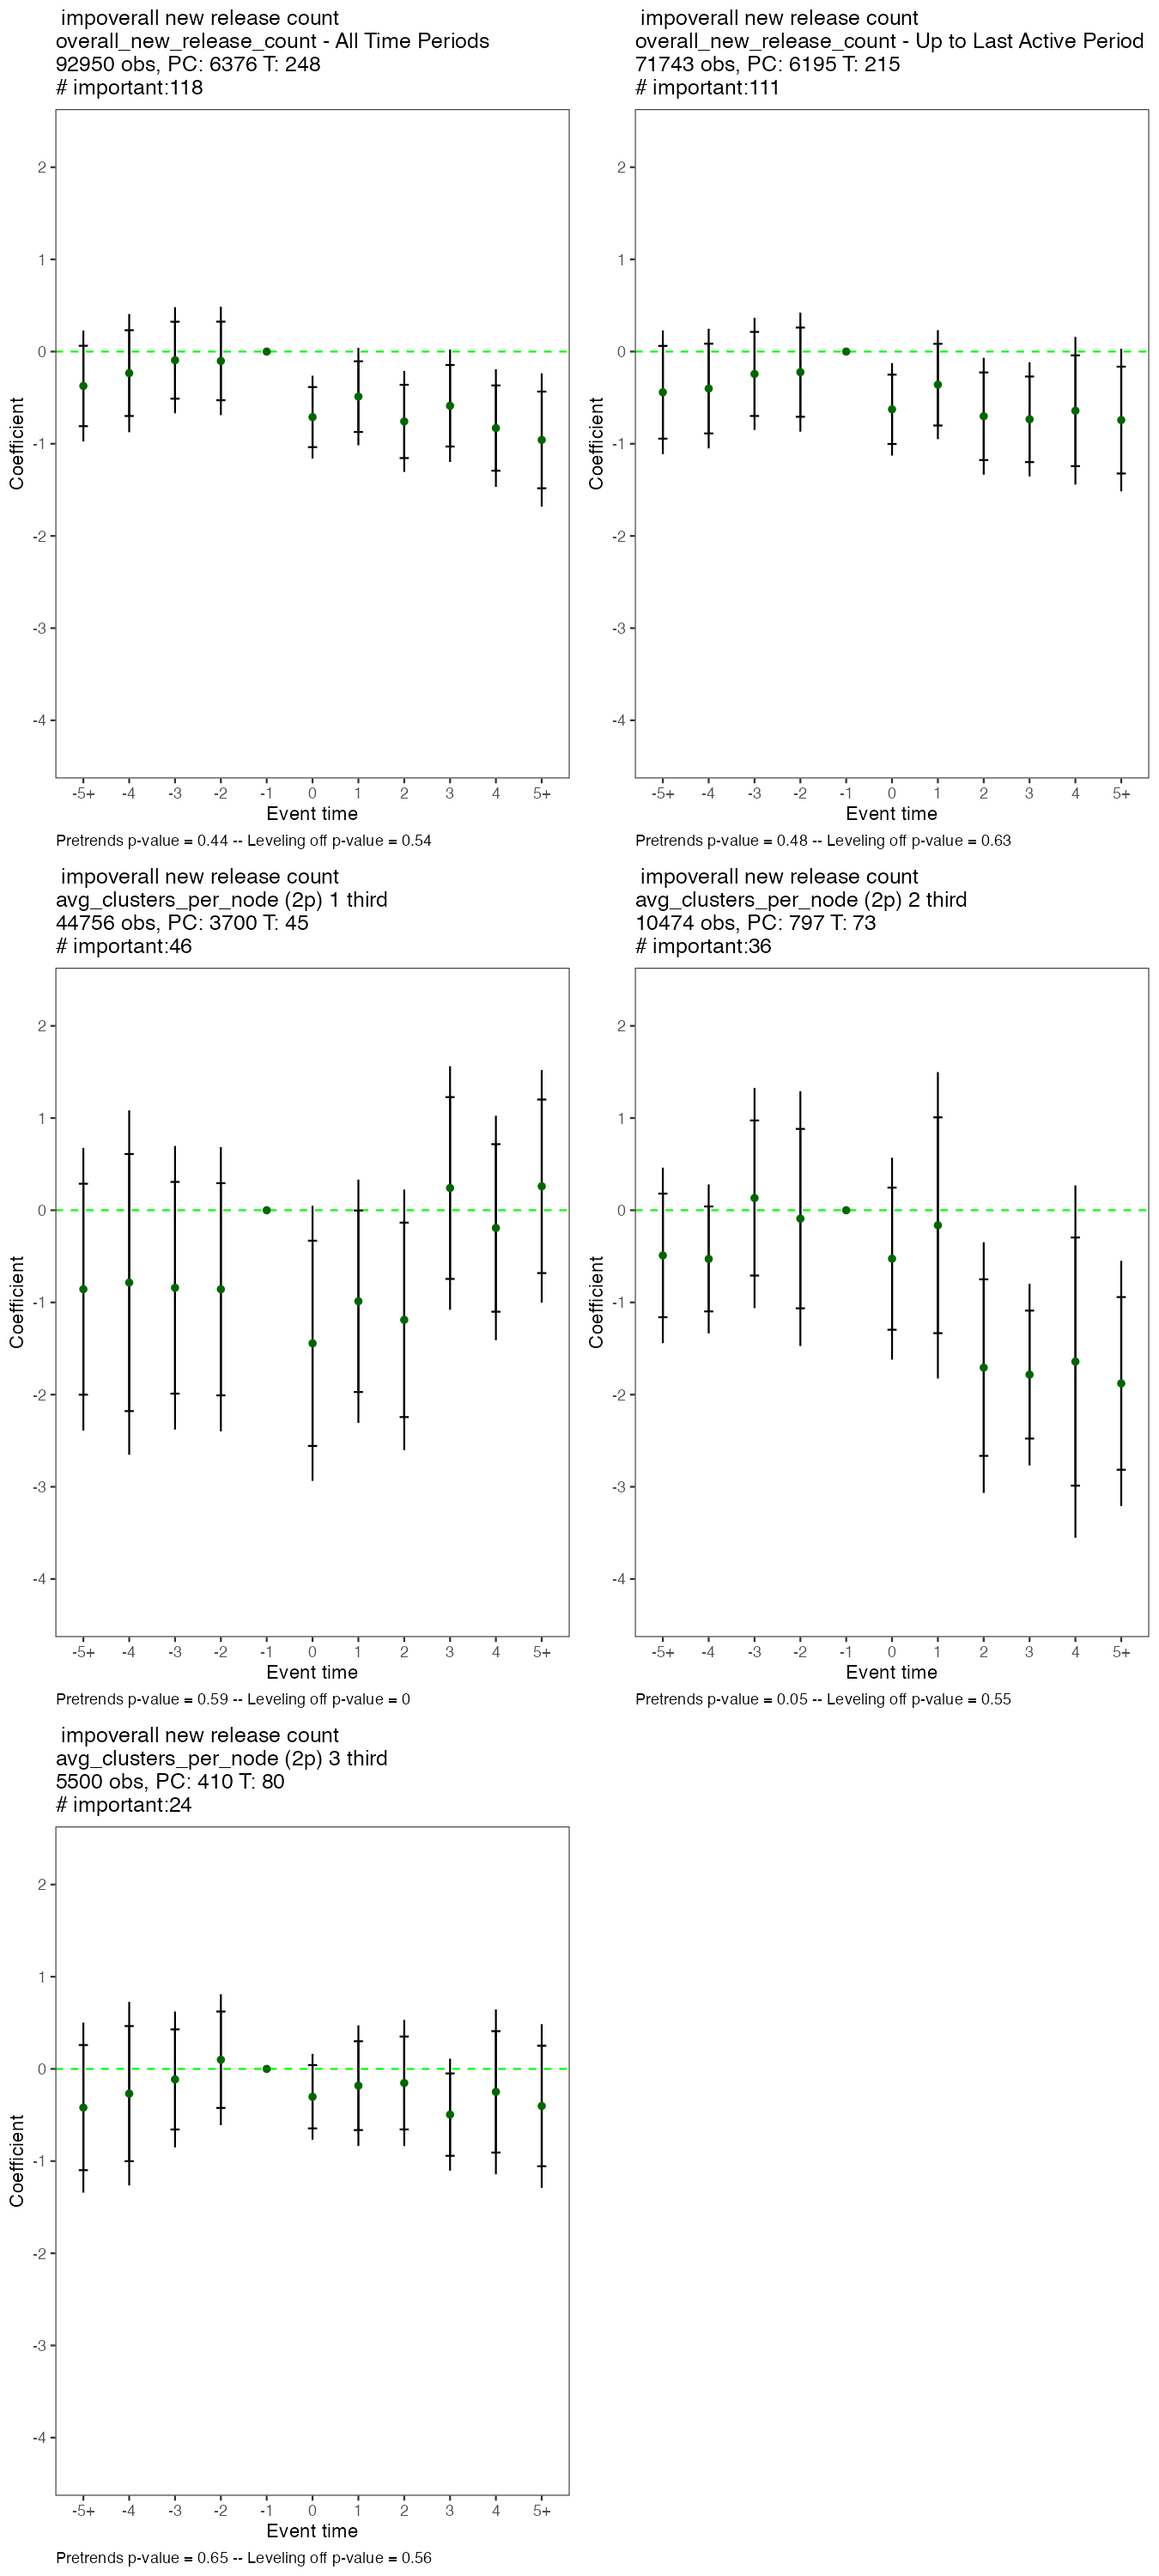 impoverall new release count
overall_new_release_count - All Time Periods
92950 obs, PC: 6376 T: 248
# important:118
2
1
0
-1
-2
-3
-4
Coefficient
-5+ -4 -3 -2 -1 0 1 2 3 4 5+
Event time
Pretrends p-value = 0.44 -- Leveling off p-value = 0.54
impoverall new release count
overall_new_release_count - Up to Last Active Period
71743 obs, PC: 6195 T: 215
# important:111
2
1
0
-1
-2
-3
-4
Coefficient
-5+ -4 -3 -2 -1 0 1 2 3 4 5+
Event time
Pretrends p-value = 0.48 -- Leveling off p-value = 0.63
impoverall new release count
avg_clusters_per_node (2p) 1 third
44756 obs, PC: 3700 T: 45
# important:46
2
1
0
-1
-2
-3
-4
Coefficient
-5+ -4 -3 -2 -1 0 1 2 3 4 5+
Event time
Pretrends p-value = 0.59 -- Leveling off p-value = 0
impoverall new release count
avg_clusters_per_node (2p) 2 third
10474 obs, PC: 797 T: 73
# important:36
2
1
0
-1
-2
-3
-4
Coefficient
-5+ -4 -3 -2 -1 0 1 2 3 4 5+
Event time
Pretrends p-value = 0.05 -- Leveling off p-value = 0.55
impoverall new release count
avg_clusters_per_node (2p) 3 third
5500 obs, PC: 410 T: 80
# important:24
2
1
0
-1
-2
-3
-4
Coefficient
-5+ -4 -3 -2 -1 0 1 2 3 4 5+
Event time
Pretrends p-value = 0.65 -- Leveling off p-value = 0.56